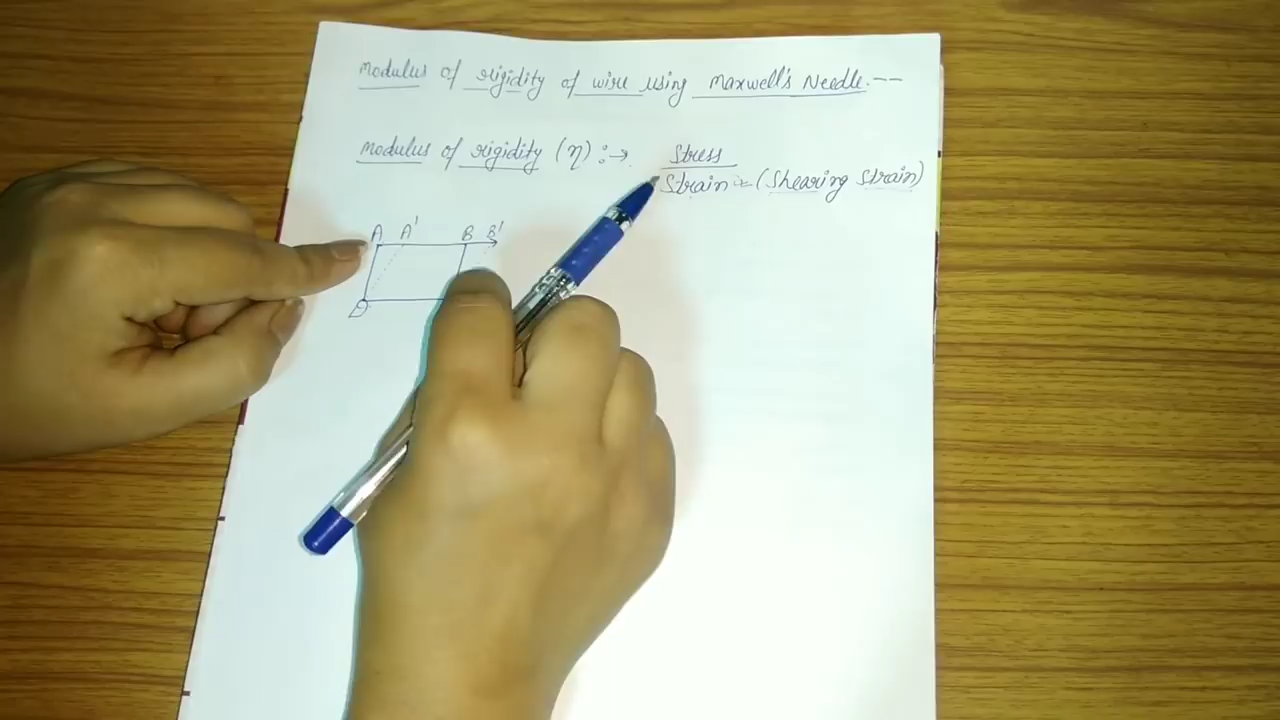 Modulus of rigidity of wire using Maxwell's Needle.--
Modulus of rigidity (η) :→ Stress
Strain ≈ (Shearing Strain)
A A' B B'
D